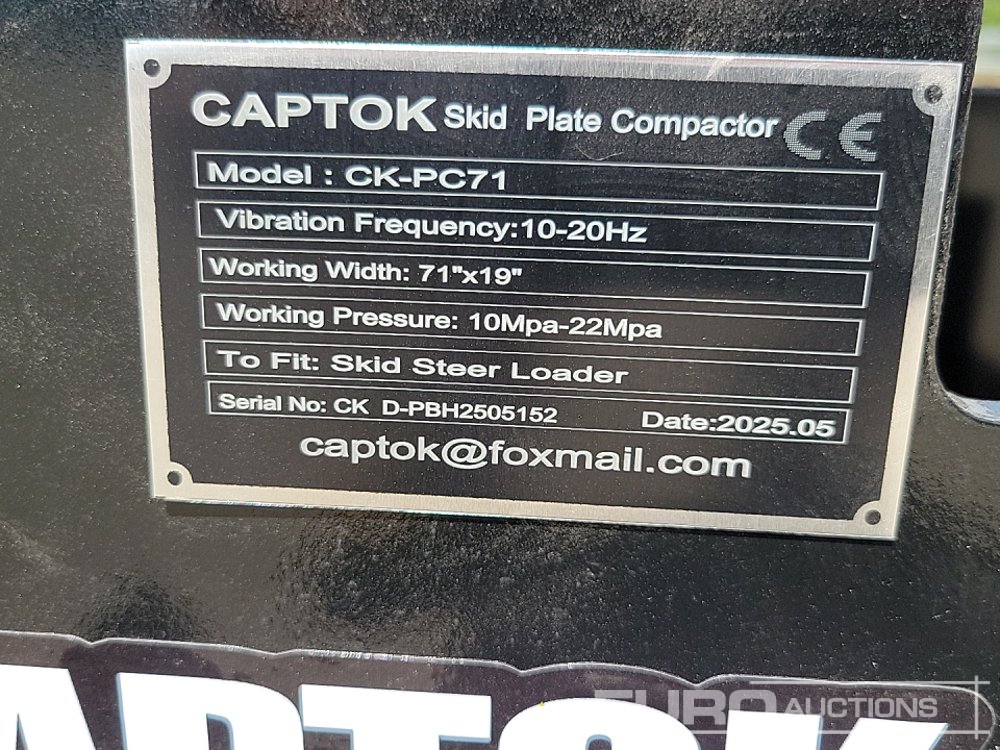 CAPTOK Skid Plate Compactor CE
Model : CK-PC71
Vibration Frequency:10-20Hz
Working Width: 71"x19"
Working Pressure: 10Mpa-22Mpa
To Fit: Skid Steer Loader
Serial No: CK D-PBH2505152 Date:2025.05
captok@foxmail.com
CAPTOK
EURO AUCTIONS